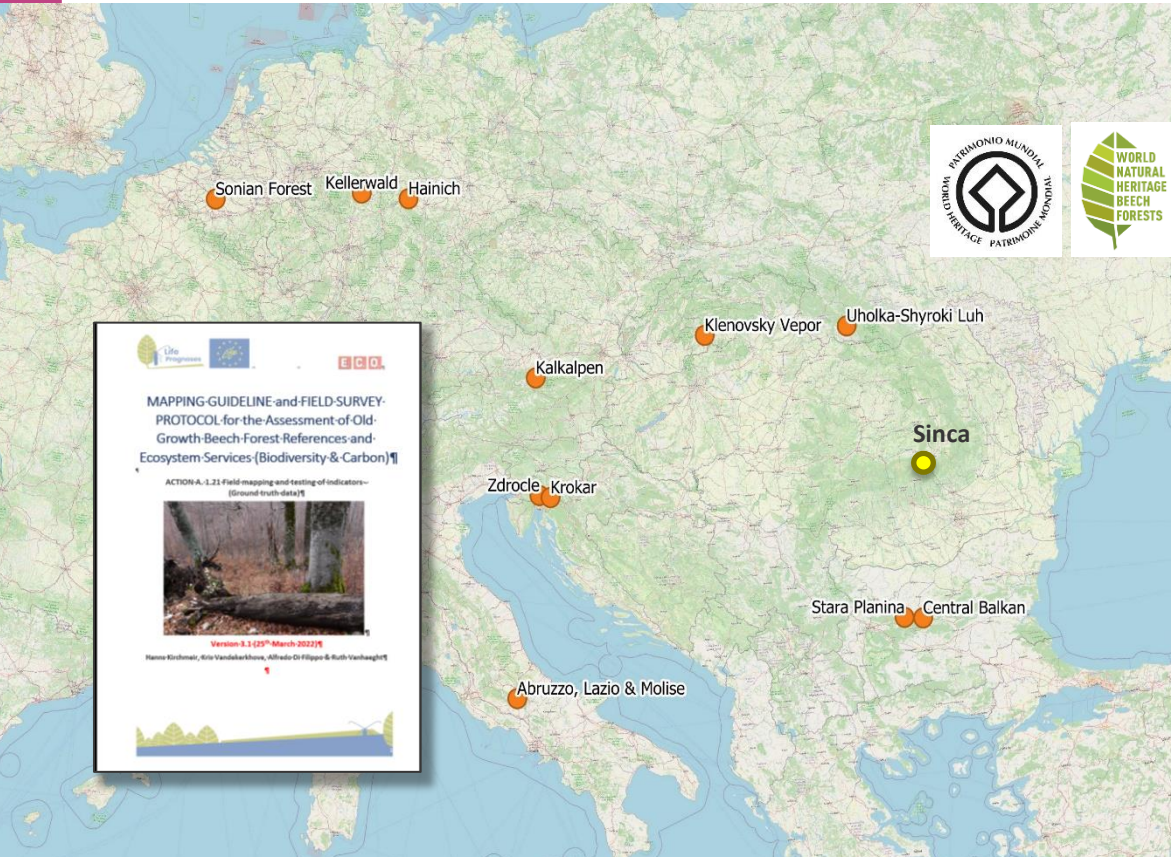 PATRIMONIO MUNDIAL
WORLD HERITAGE
PATRIMOINE MONDIAL
WORLD
NATURAL
HERITAGE
BEECH
FORESTS
Sonian Forest
Kellerwald
Hainich
Klenovsky Vepor
Uholka-Shyroki Luh
Kalkalpen
Sinca
Zdrocle
Krokar
Stara Planina
Central Balkan
Abruzzo, Lazio & Molise
Life
Prognoses
E C O
MAPPING·GUIDELINE·and·FIELD·SURVEY·
PROTOCOL·for·the·Assessment·of·Old·
Growth·Beech·Forest·References·and·
Ecosystem·Services·(Biodiversity·&·Carbon)¶
ACTION·A.·1.21·Field·mapping·and·testing·of·indicators·–
(Ground·truth·data)¶
Version·3.1·(25th·March·2022)¶
Hanns·Kirchmeir,·Kris·Vandekerkhove,·Alfredo·Di·Filippo·&·Ruth·Vanhaeght¶